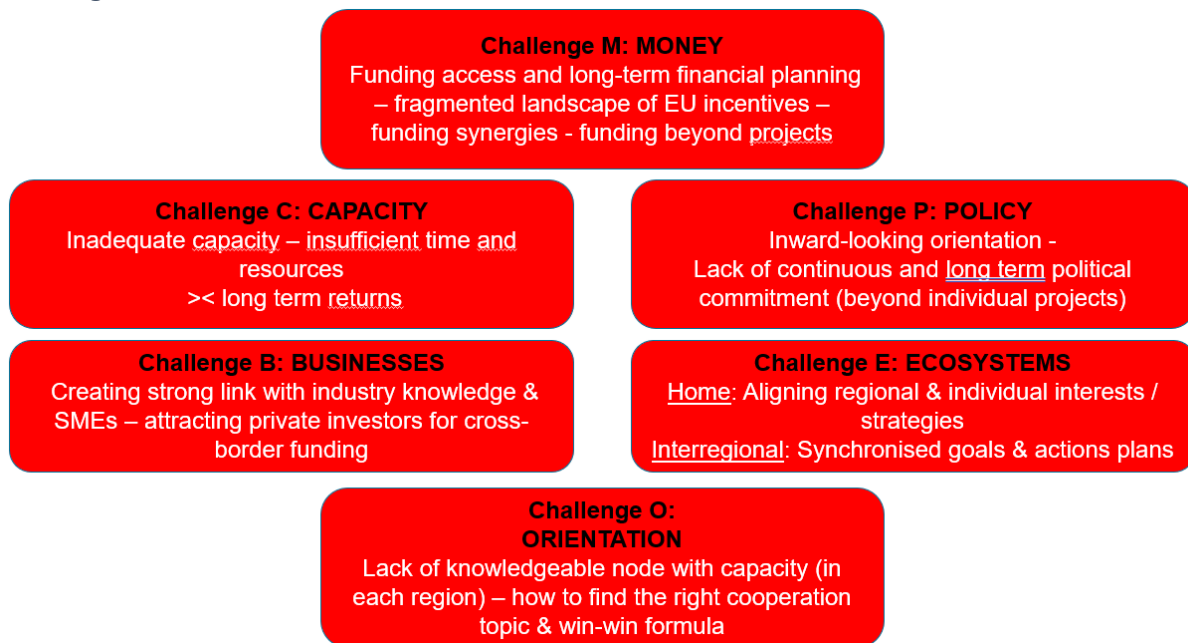 Challenge M: MONEY
Funding access and long-term financial planning
– fragmented landscape of EU incentives –
funding synergies - funding beyond projects
Challenge C: CAPACITY
Inadequate capacity – insufficient time and
resources
>< long term returns
Challenge P: POLICY
Inward-looking orientation -
Lack of continuous and long term political
commitment (beyond individual projects)
Challenge B: BUSINESSES
Creating strong link with industry knowledge &
SMEs – attracting private investors for cross-
border funding
Challenge E: ECOSYSTEMS
Home: Aligning regional & individual interests /
strategies
Interregional: Synchronised goals & actions plans
Challenge O:
ORIENTATION
Lack of knowledgeable node with capacity (in
each region) – how to find the right cooperation
topic & win-win formula